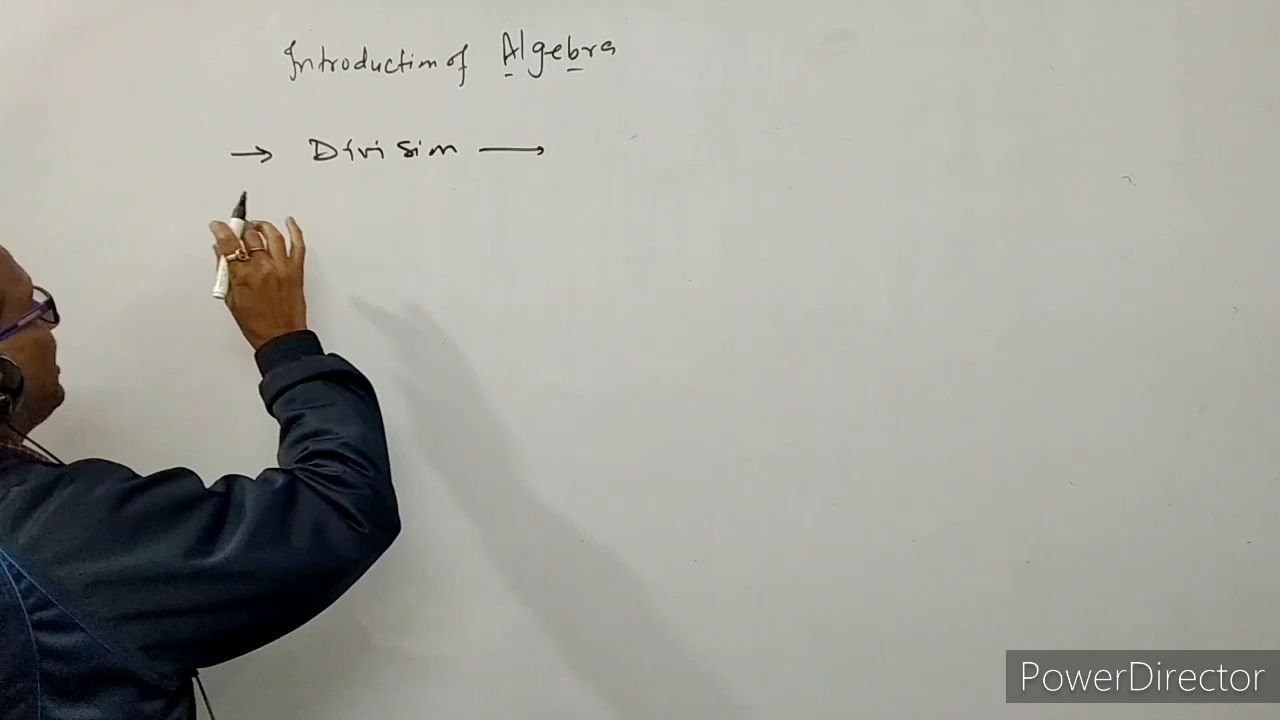 Introduction of Algebra
→ Division →
PowerDirector